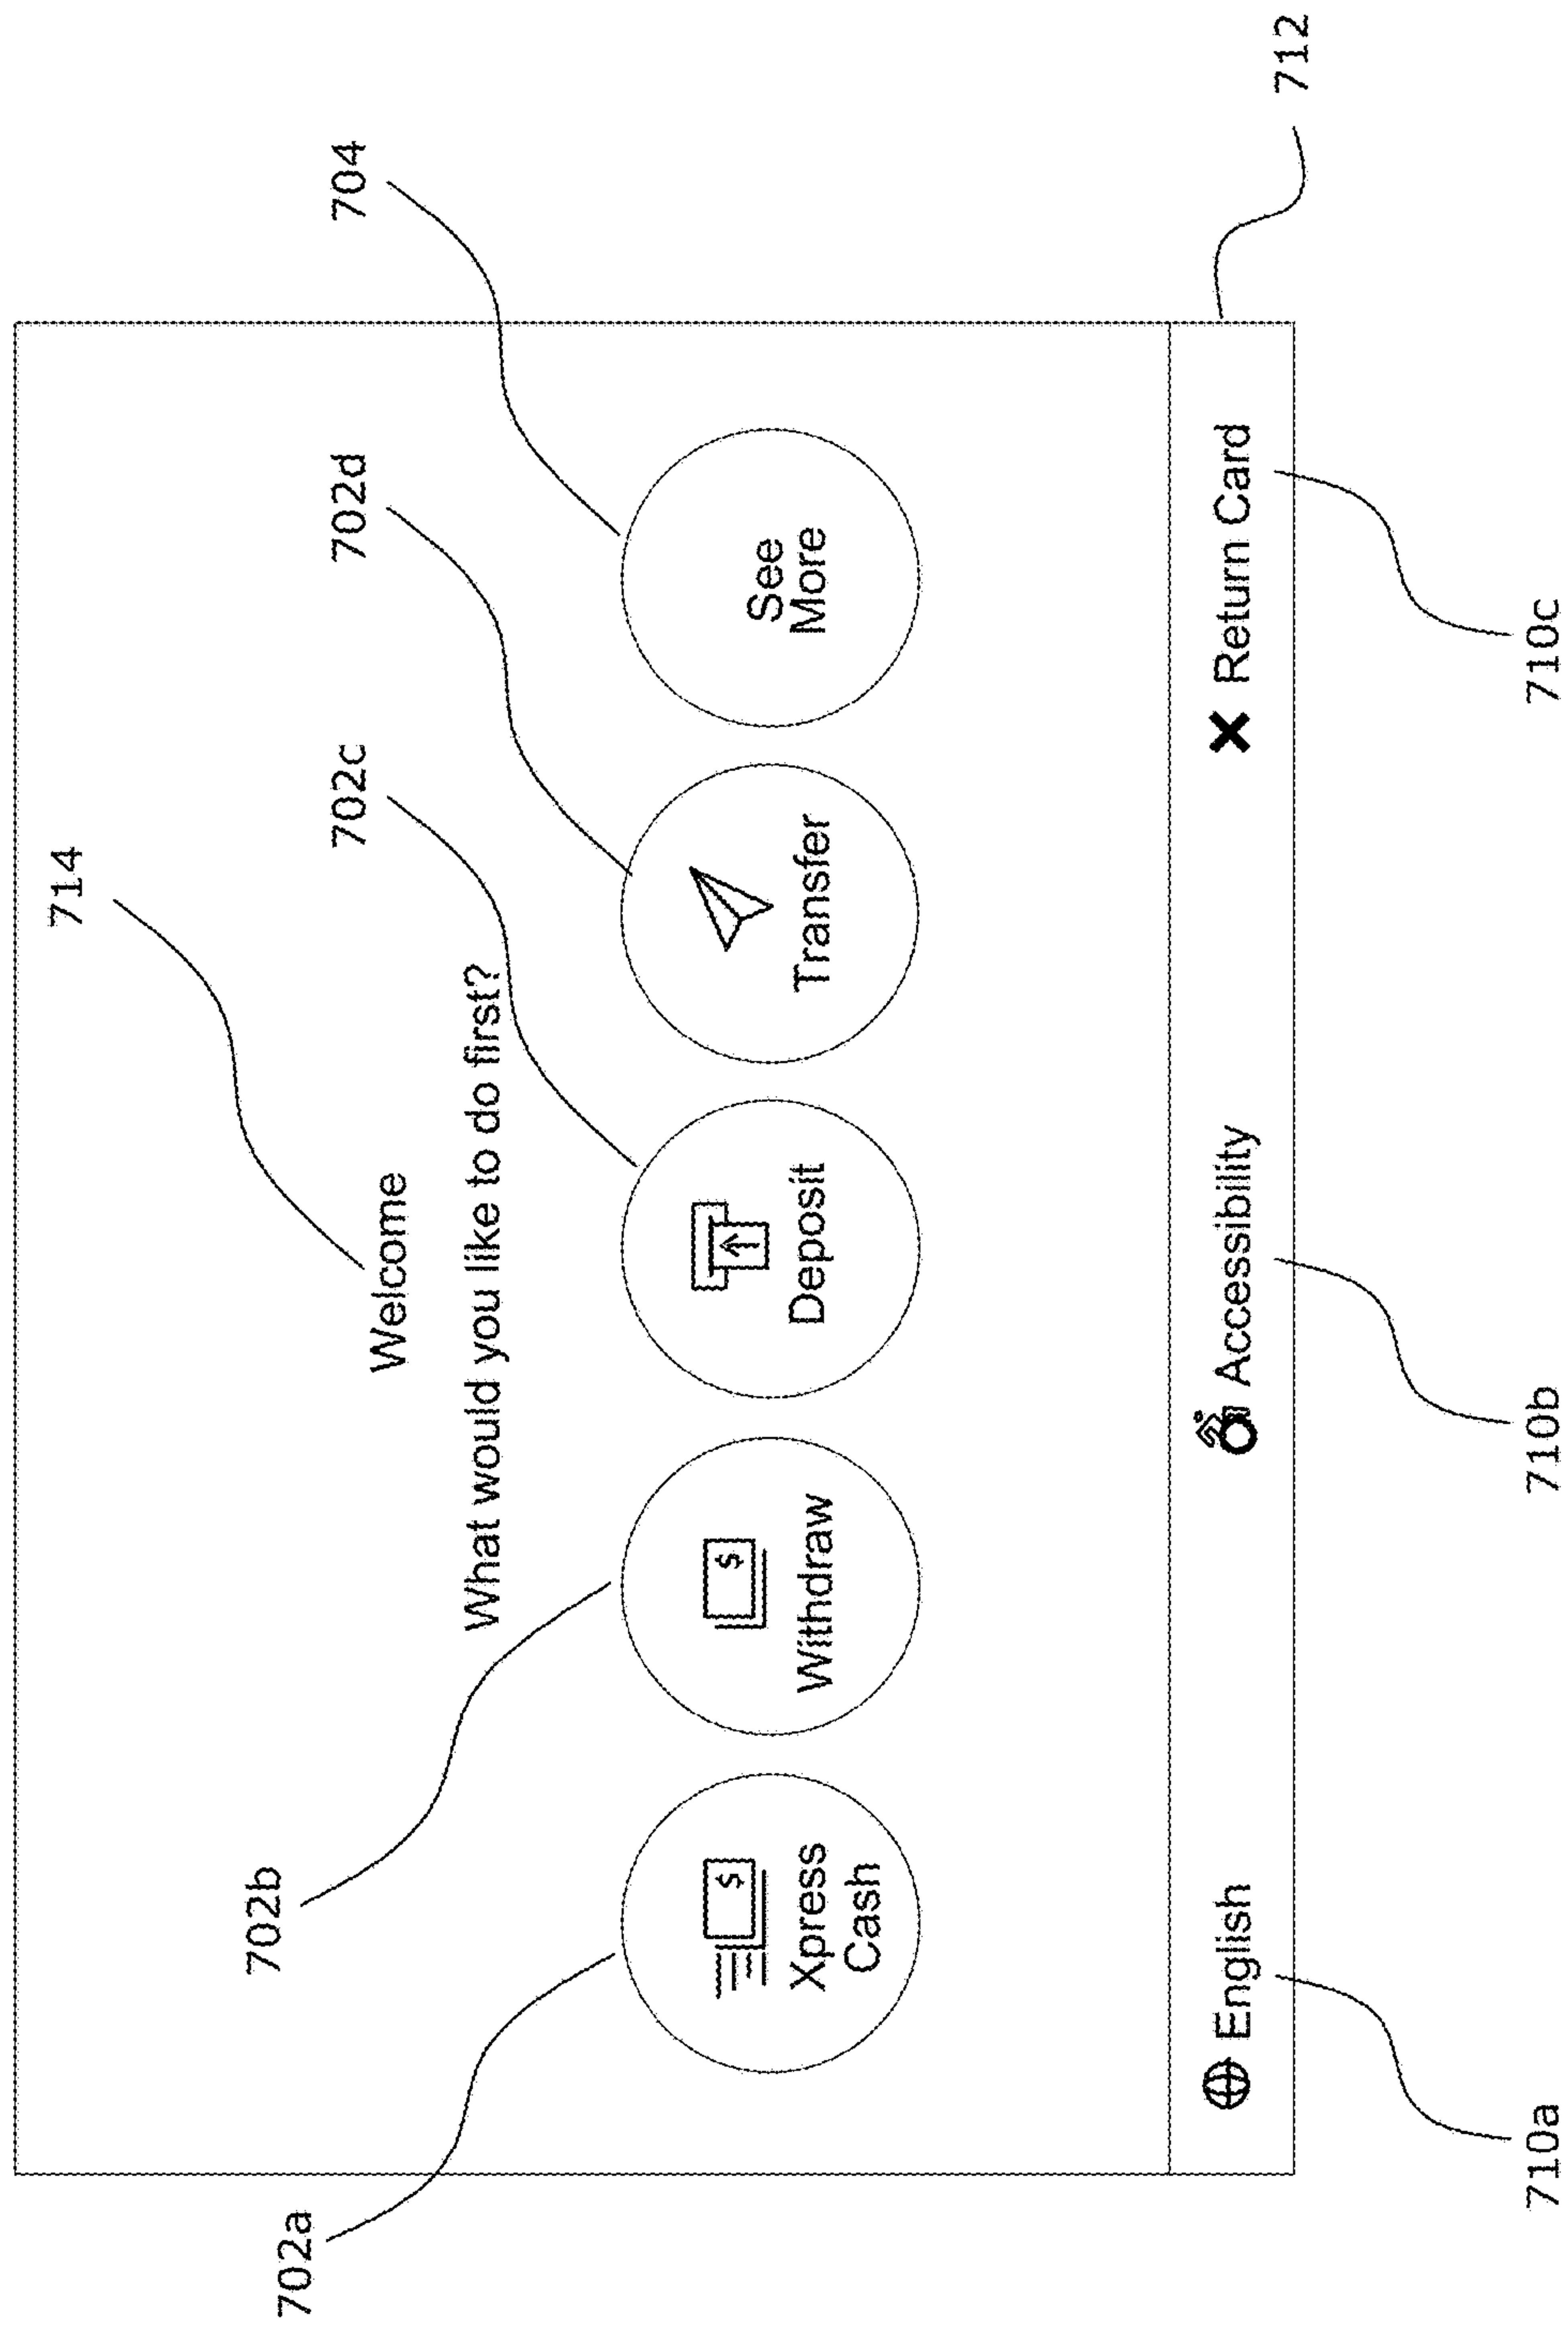 714
704
702d
702c
702b
702a
Welcome
What would you like to do first?
$
Xpress
Cash
$
Withdraw
Deposit
Transfer
See
More
English
Accessibility
Return Card
712
710a
710b
710c